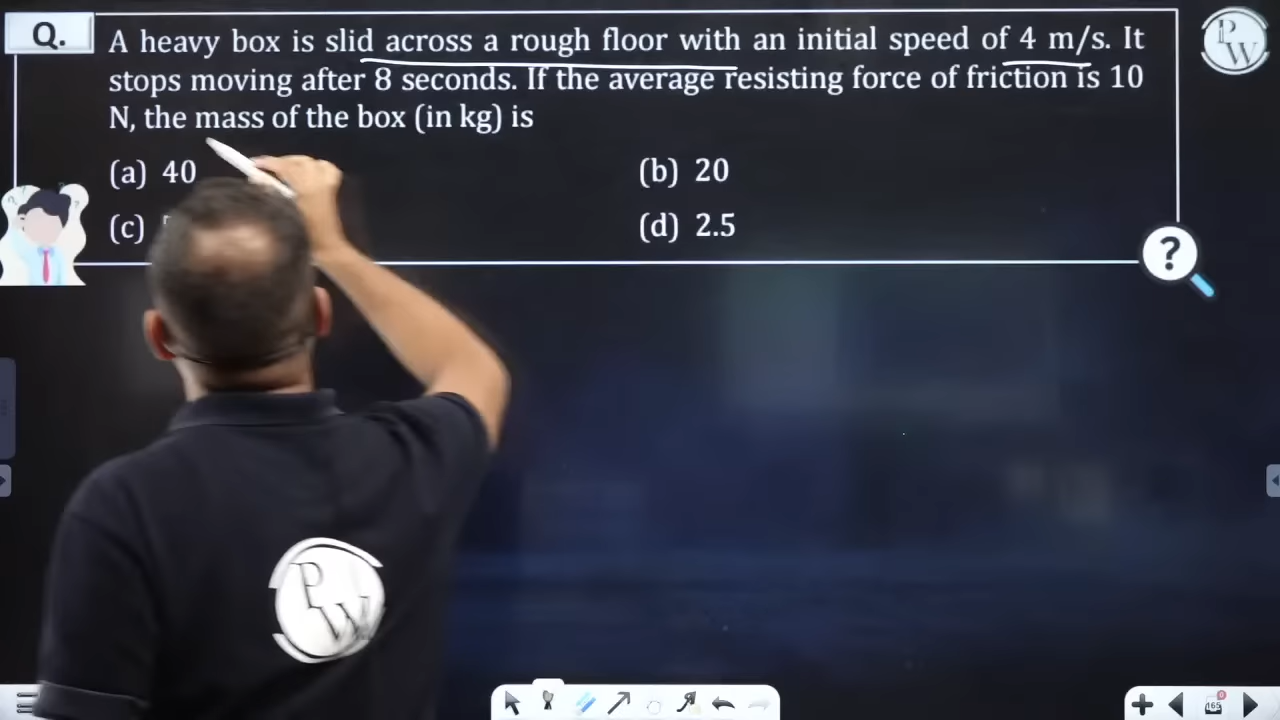 Q.
A heavy box is slid across a rough floor with an initial speed of 4 m/s. It
stops moving after 8 seconds. If the average resisting force of friction is 10
N, the mass of the box (in kg) is
(a) 40
(b) 20
(c)
(d) 2.5
?
P
W
P
W
165